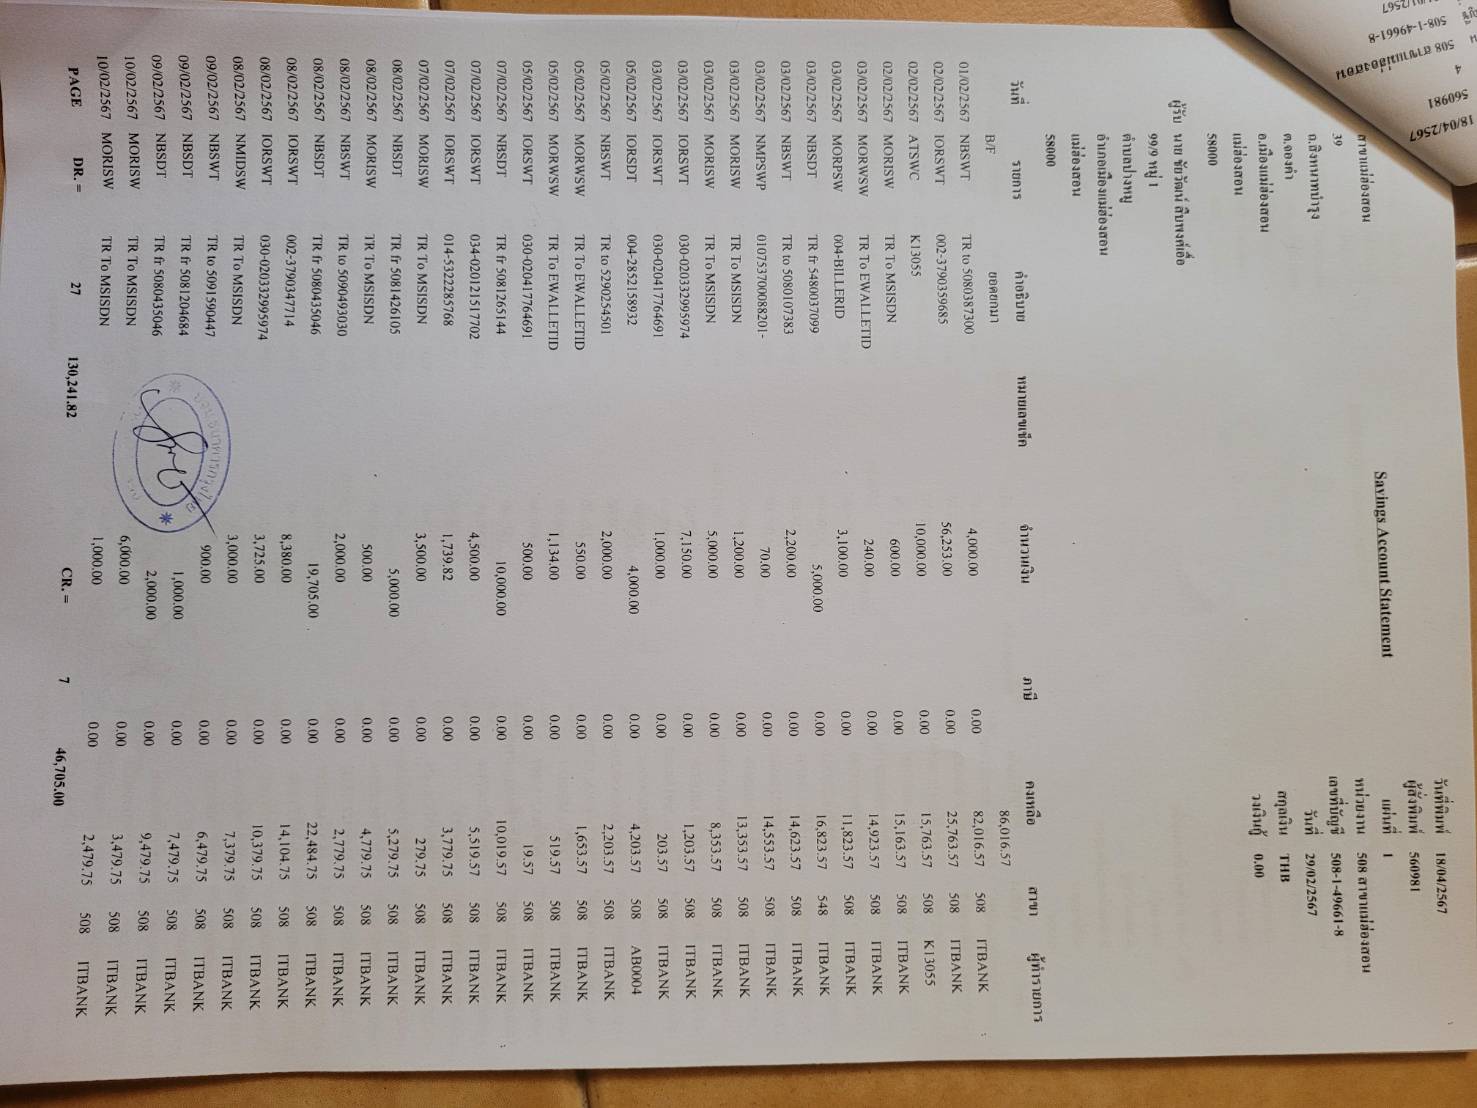 18/04/2567
560981
4
508 สาขาแม่ฮ่องสอน
508-1-49661-8
Savings Account Statement
วันที่พิมพ์ 18/04/2567
ผู้สั่งพิมพ์ 560981
แผ่นที่ 1
หน่วยงาน 508 สาขาแม่ฮ่องสอน
เลขที่บัญชี 508-1-49661-8
วันที่ 29/02/2567
สกุลเงิน THB
วงเงินกู้ 0.00
สาขาแม่ฮ่องสอน
39
ถ.สิงหนาทบำรุง
ต.จองคำ
อ.เมืองแม่ฮ่องสอน
แม่ฮ่องสอน
58000
ผู้รับ นาย ชัยวัฒน์ สืบพงศ์เอื้อ
99/9 หมู่ 1
ตำบลปางหมู
อำเภอเมืองแม่ฮ่องสอน
แม่ฮ่องสอน
58000
วันที่ รายการ คำอธิบาย หมายเลขเช็ค จำนวนเงิน ภาษี คงเหลือ สาขา ผู้ทำรายการ
B/F ยอดยกมา 86,016.57
01/02/2567 NBSWT TR to 5080387300 4,000.00 0.00 82,016.57 508 ITBANK
02/02/2567 IORSWT 002-3790359685 56,253.00 0.00 25,763.57 508 ITBANK
02/02/2567 ATSWC K13055 10,000.00 0.00 15,763.57 508 K13055
02/02/2567 MORISW TR To MSISDN 600.00 0.00 15,163.57 508 ITBANK
03/02/2567 MORWSW TR To EWALLETID 240.00 0.00 14,923.57 508 ITBANK
03/02/2567 MORPSW 004-BILLERID 3,100.00 0.00 11,823.57 508 ITBANK
03/02/2567 NBSDT TR fr 5480037099 5,000.00 0.00 16,823.57 548 ITBANK
03/02/2567 NBSWT TR to 5080107383 2,200.00 0.00 14,623.57 508 ITBANK
03/02/2567 NMPSWP 010753700088201- 70.00 0.00 14,553.57 508 ITBANK
03/02/2567 MORISW TR To MSISDN 1,200.00 0.00 13,353.57 508 ITBANK
03/02/2567 MORISW TR To MSISDN 5,000.00 0.00 8,353.57 508 ITBANK
03/02/2567 IORSWT 030-020332995974 7,150.00 0.00 1,203.57 508 ITBANK
03/02/2567 IORSWT 030-020417764691 1,000.00 0.00 203.57 508 ITBANK
05/02/2567 IORSDT 004-2852158932 4,000.00 0.00 4,203.57 508 AB0004
05/02/2567 NBSWT TR to 5290254501 2,000.00 0.00 2,203.57 508 ITBANK
05/02/2567 MORWSW TR To EWALLETID 550.00 0.00 1,653.57 508 ITBANK
05/02/2567 MORWSW TR To EWALLETID 1,134.00 0.00 519.57 508 ITBANK
05/02/2567 IORSWT 030-020417764691 500.00 0.00 19.57 508 ITBANK
07/02/2567 NBSDT TR fr 5081265144 10,000.00 0.00 10,019.57 508 ITBANK
07/02/2567 IORSWT 034-020121517702 4,500.00 0.00 5,519.57 508 ITBANK
07/02/2567 IORSWT 014-5322285768 1,739.82 0.00 3,779.75 508 ITBANK
07/02/2567 MORISW TR To MSISDN 3,500.00 0.00 279.75 508 ITBANK
08/02/2567 NBSDT TR fr 5081426105 5,000.00 0.00 5,279.75 508 ITBANK
08/02/2567 MORISW TR To MSISDN 500.00 0.00 4,779.75 508 ITBANK
08/02/2567 NBSWT TR to 5090493030 2,000.00 0.00 2,779.75 508 ITBANK
08/02/2567 NBSDT TR fr 5080435046 19,705.00 0.00 22,484.75 508 ITBANK
08/02/2567 IORSWT 002-3790347714 8,380.00 0.00 14,104.75 508 ITBANK
08/02/2567 IORSWT 030-020332995974 3,725.00 0.00 10,379.75 508 ITBANK
08/02/2567 NMIDSW TR To MSISDN 3,000.00 0.00 7,379.75 508 ITBANK
09/02/2567 NBSWT TR to 5091590447 900.00 0.00 6,479.75 508 ITBANK
09/02/2567 NBSDT TR fr 5081204684 1,000.00 0.00 7,479.75 508 ITBANK
09/02/2567 NBSDT TR fr 5080435046 2,000.00 0.00 9,479.75 508 ITBANK
10/02/2567 MORISW TR To MSISDN 6,000.00 0.00 3,479.75 508 ITBANK
10/02/2567 MORISW TR To MSISDN 1,000.00 0.00 2,479.75 508 ITBANK
PAGE DR. = 27 130,241.82 CR. = 7 46,705.00